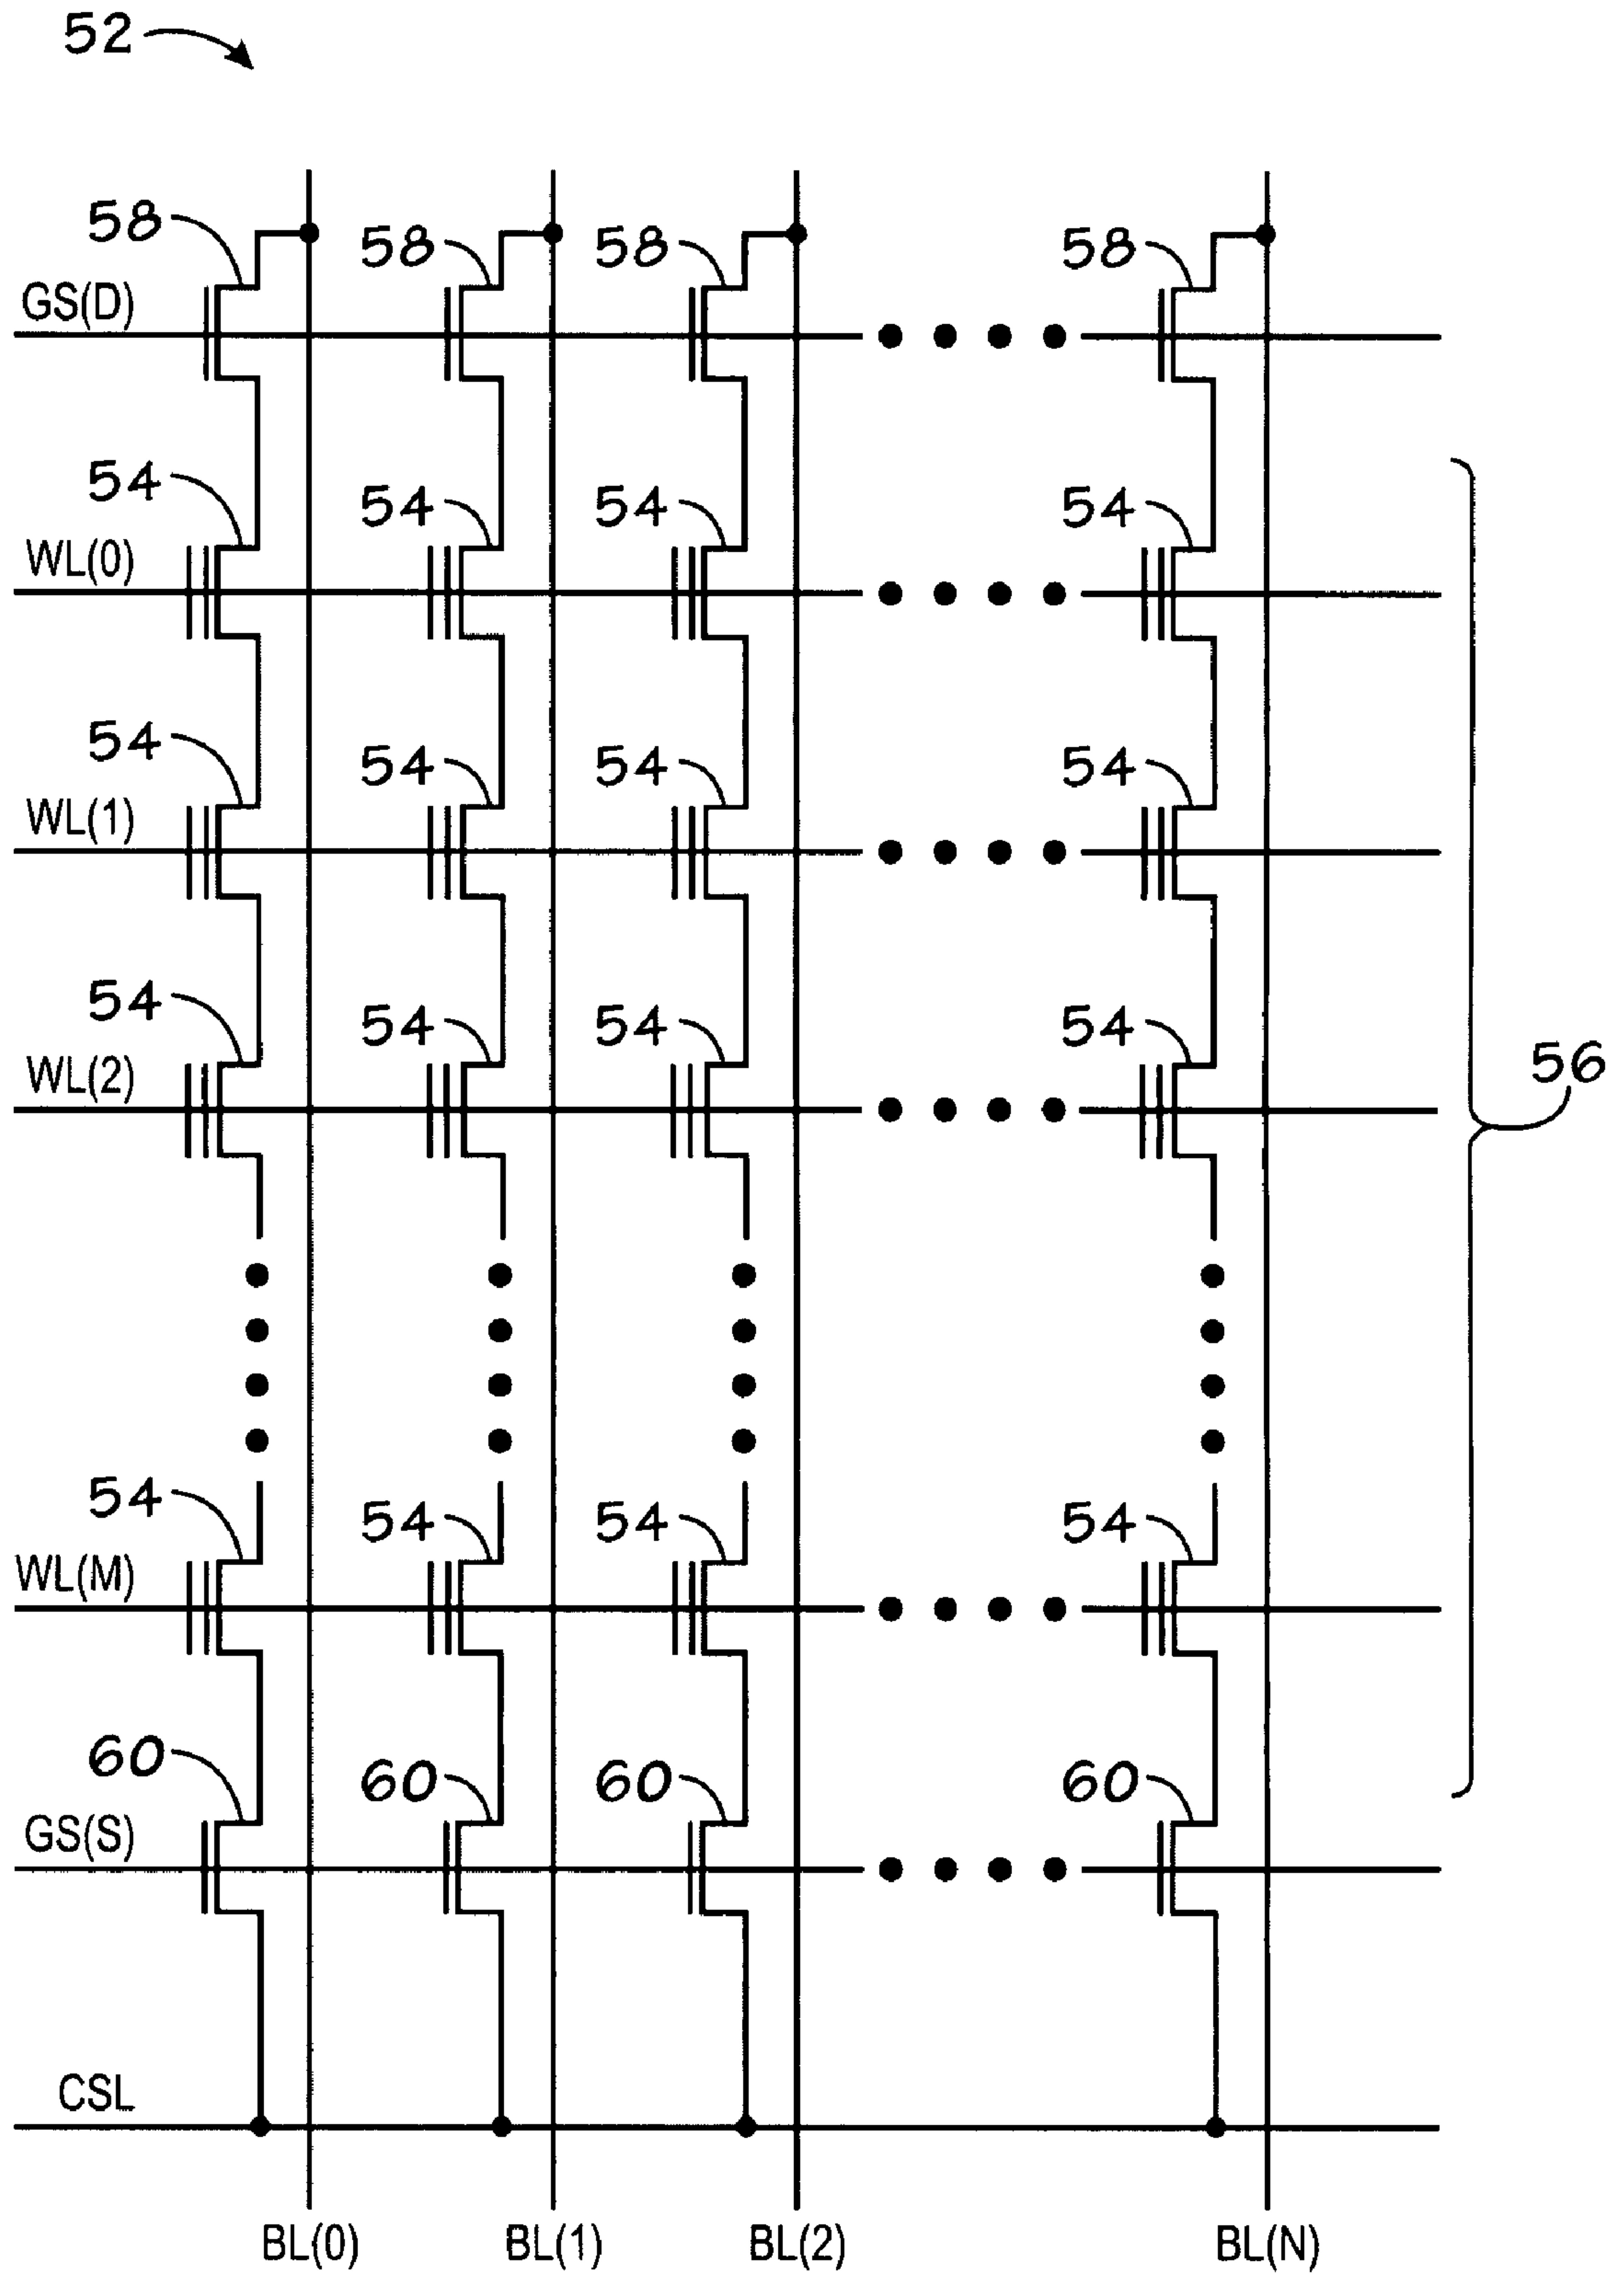 52
58 58 58 58
GS(D)
54 54 54 54
WL(0)
54 54 54 54
WL(1)
54 54 54 54
WL(2)
56
54 54 54 54
WL(M)
60 60 60 60
GS(S)
CSL
BL(0) BL(1) BL(2) BL(N)